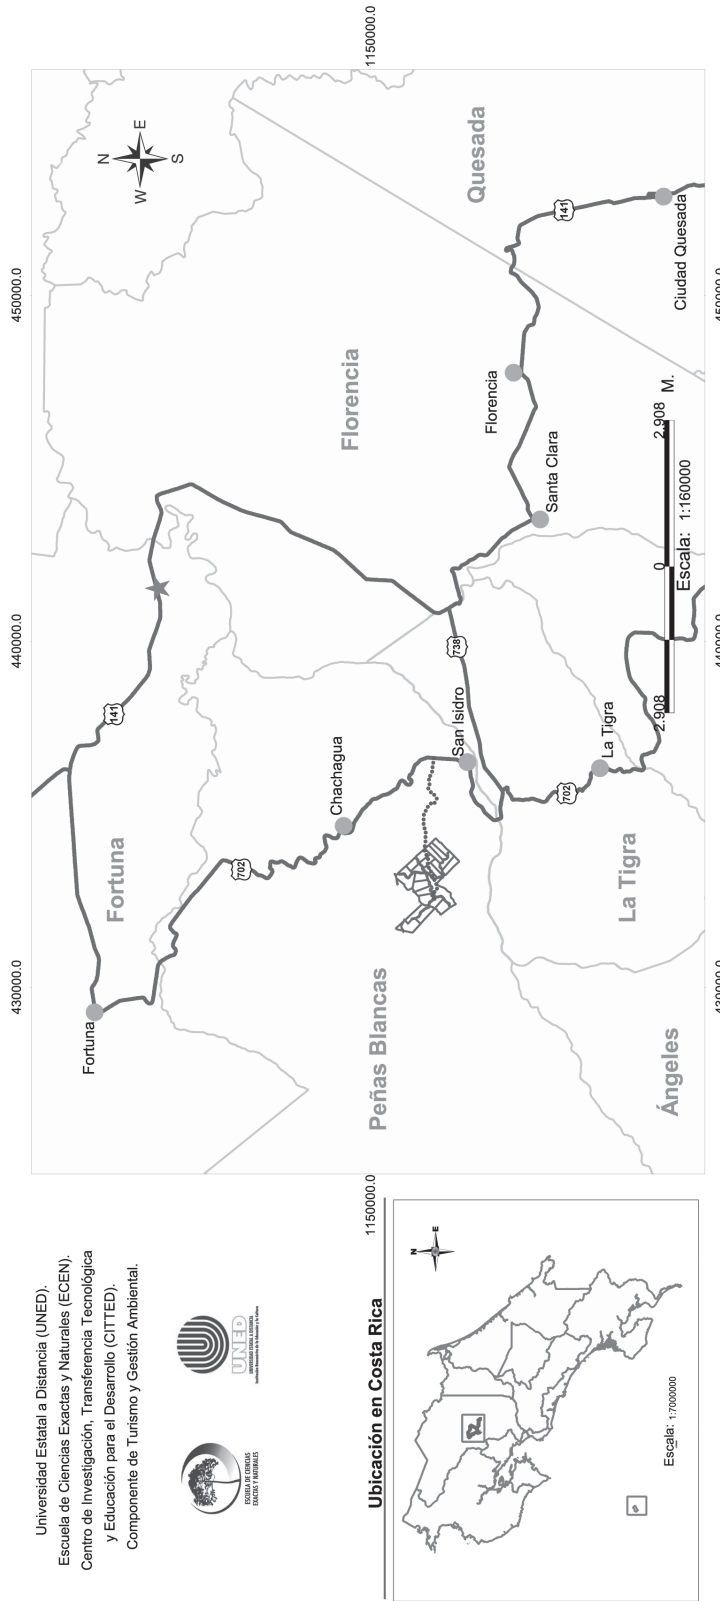 Universidad Estatal a Distancia (UNED).
Escuela de Ciencias Exactas y Naturales (ECEN).
Centro de Investigación, Transferencia Tecnológica
y Educación para el Desarrollo (CITTED).
Componente de Turismo y Gestión Ambiental.
ESCUELA DE CIENCIAS
EXACTAS Y NATURALES
UNED
UNIVERSIDAD ESTATAL A DISTANCIA
Ubicación en Costa Rica
N
E
Escala: 1:7000000
430000.0
440000.0
450000.0
1150000.0
1150000.0
N
W
E
S
Fortuna
Fortuna
141
702
Chachagua
Peñas Blancas
San Isidro
738
702
La Tigra
La Tigra
Ángeles
Florencia
Florencia
Santa Clara
Quesada
141
Ciudad Quesada
2.908
0
2.908
M.
Escala: 1:160000
430000.0
440000.0
450000.0